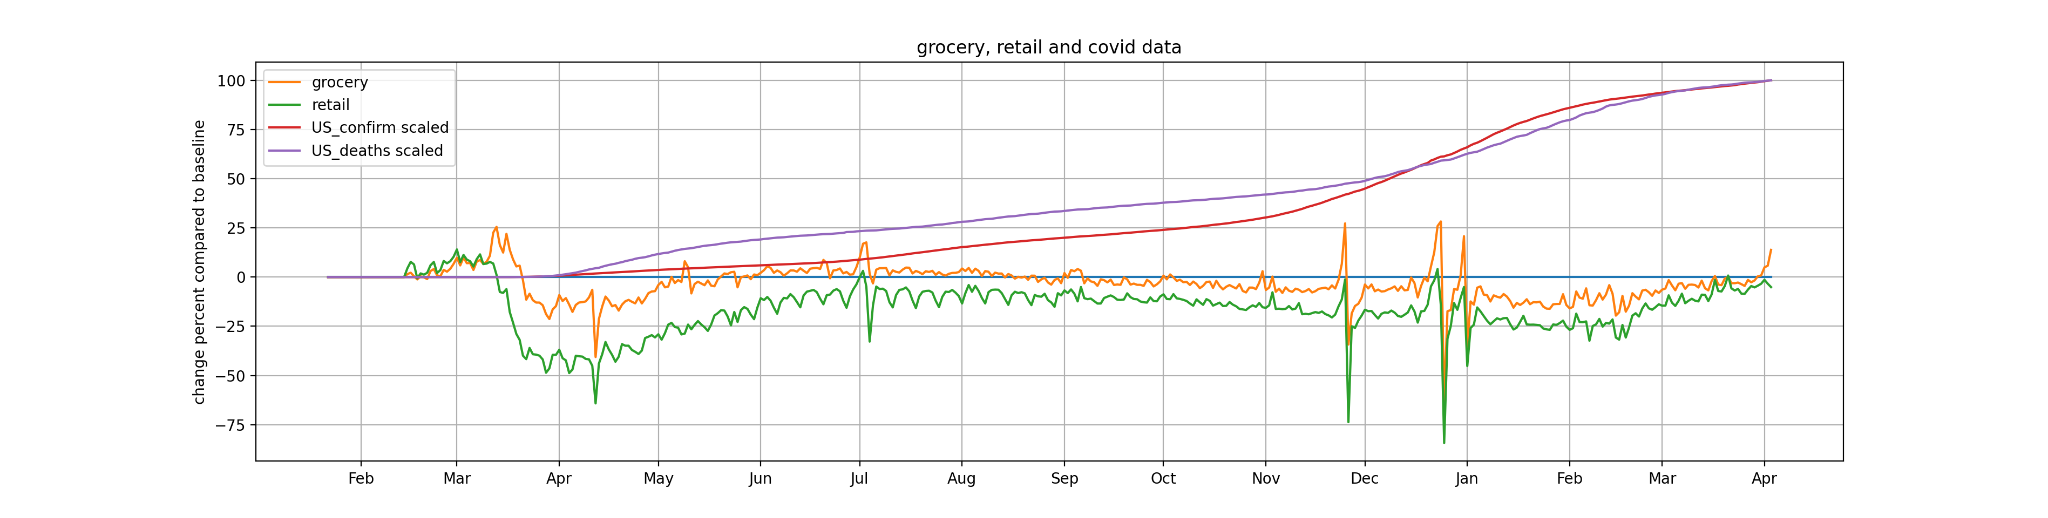 grocery, retail and covid data
change percent compared to baseline
100
75
50
25
0
−25
−50
−75
grocery
retail
US_confirm scaled
US_deaths scaled
Feb Mar Apr May Jun Jul Aug Sep Oct Nov Dec Jan Feb Mar Apr